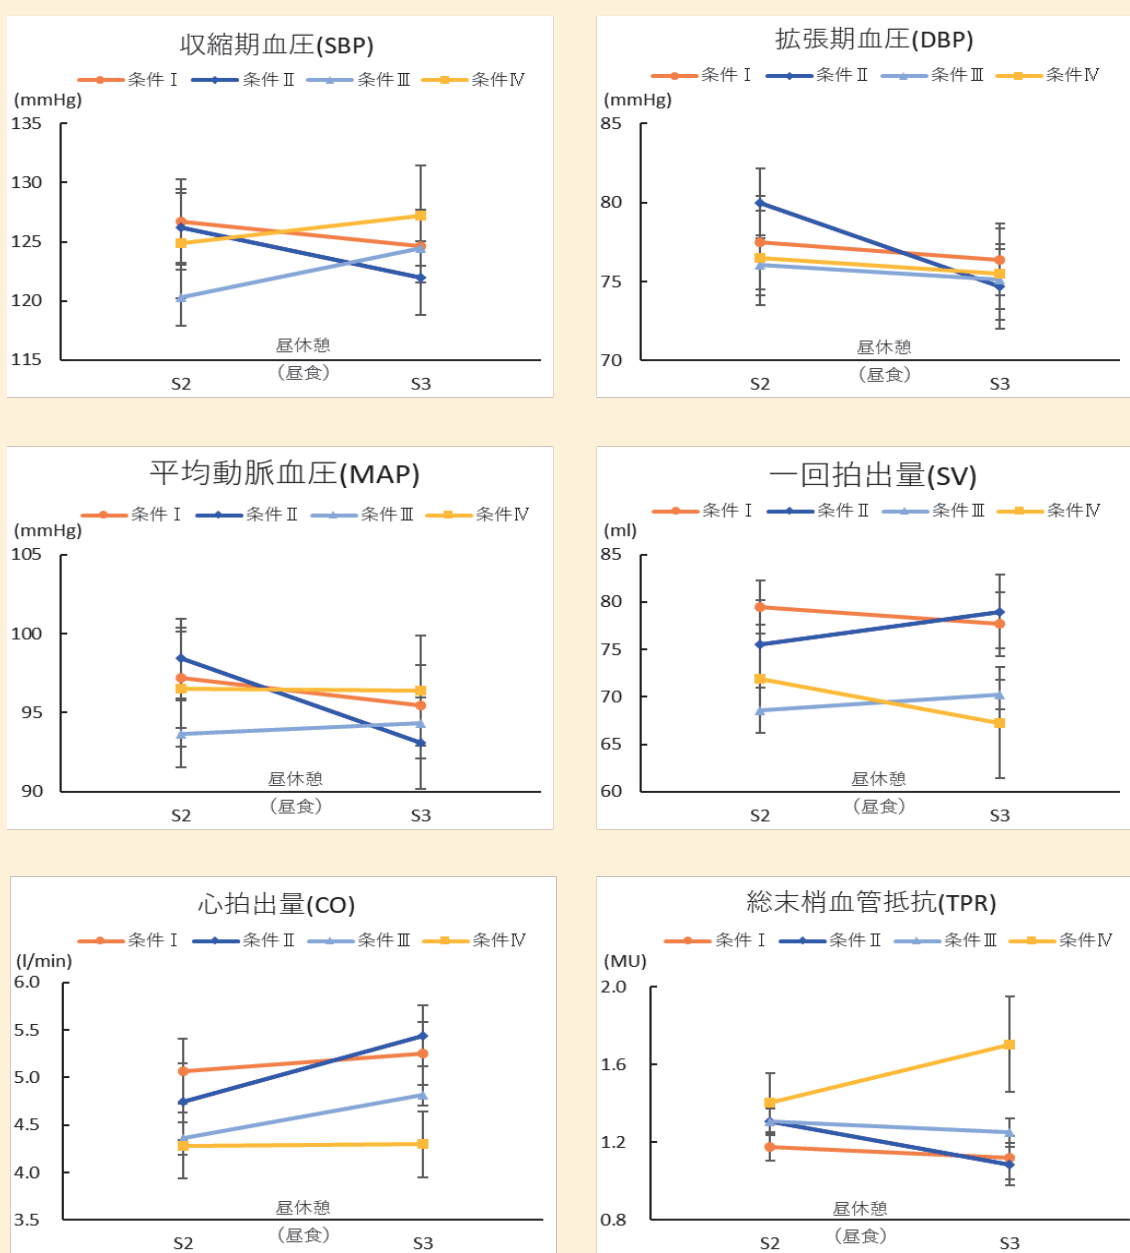 収縮期血圧(SBP)
条件Ⅰ 条件Ⅱ 条件Ⅲ 条件Ⅳ
(mmHg)
135
130
125
120
115
昼休憩
(昼食)
S2 S3
拡張期血圧(DBP)
条件Ⅰ 条件Ⅱ 条件Ⅲ 条件Ⅳ
(mmHg)
85
80
75
70
昼休憩
(昼食)
S2 S3
平均動脈血圧(MAP)
条件Ⅰ 条件Ⅱ 条件Ⅲ 条件Ⅳ
(mmHg)
105
100
95
90
昼休憩
(昼食)
S2 S3
一回拍出量(SV)
条件Ⅰ 条件Ⅱ 条件Ⅲ 条件Ⅳ
(ml)
85
80
75
70
65
60
昼休憩
(昼食)
S2 S3
心拍出量(CO)
条件Ⅰ 条件Ⅱ 条件Ⅲ 条件Ⅳ
(l/min)
6.0
5.5
5.0
4.5
4.0
3.5
昼休憩
(昼食)
S2 S3
総末梢血管抵抗(TPR)
条件Ⅰ 条件Ⅱ 条件Ⅲ 条件Ⅳ
(MU)
2.0
1.6
1.2
0.8
昼休憩
(昼食)
S2 S3